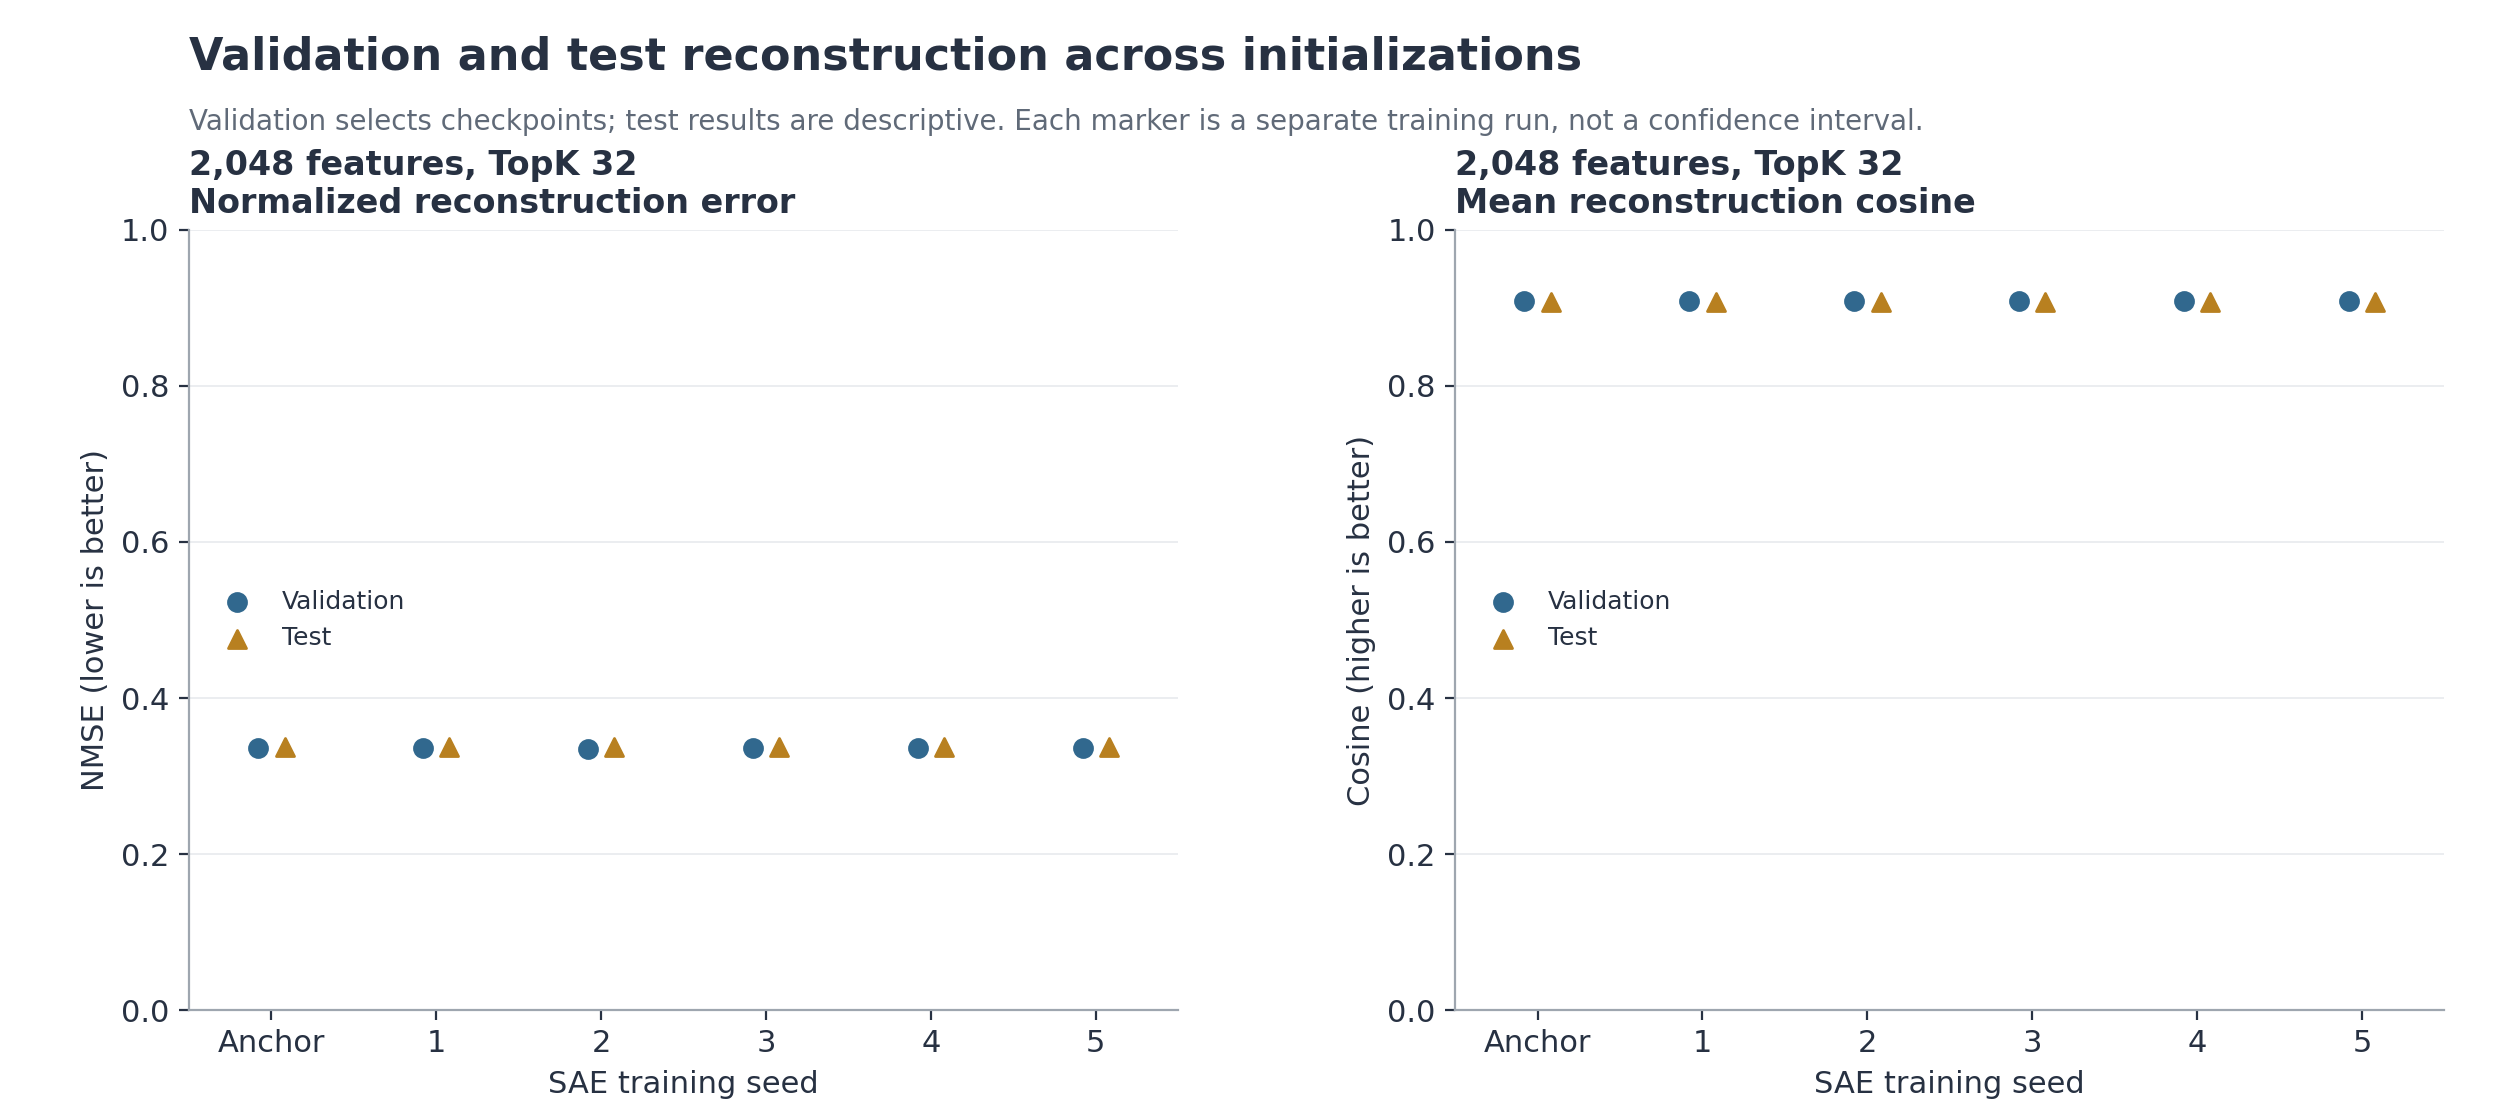 Validation and test reconstruction across initializations
Validation selects checkpoints; test results are descriptive. Each marker is a separate training run, not a confidence interval.
2,048 features, TopK 32
Normalized reconstruction error
1.0
0.8
0.6
0.4
0.2
0.0
NMSE (lower is better)
Validation
Test
Anchor
1
2
3
4
5
SAE training seed
2,048 features, TopK 32
Mean reconstruction cosine
1.0
0.8
0.6
0.4
0.2
0.0
Cosine (higher is better)
Validation
Test
Anchor
1
2
3
4
5
SAE training seed